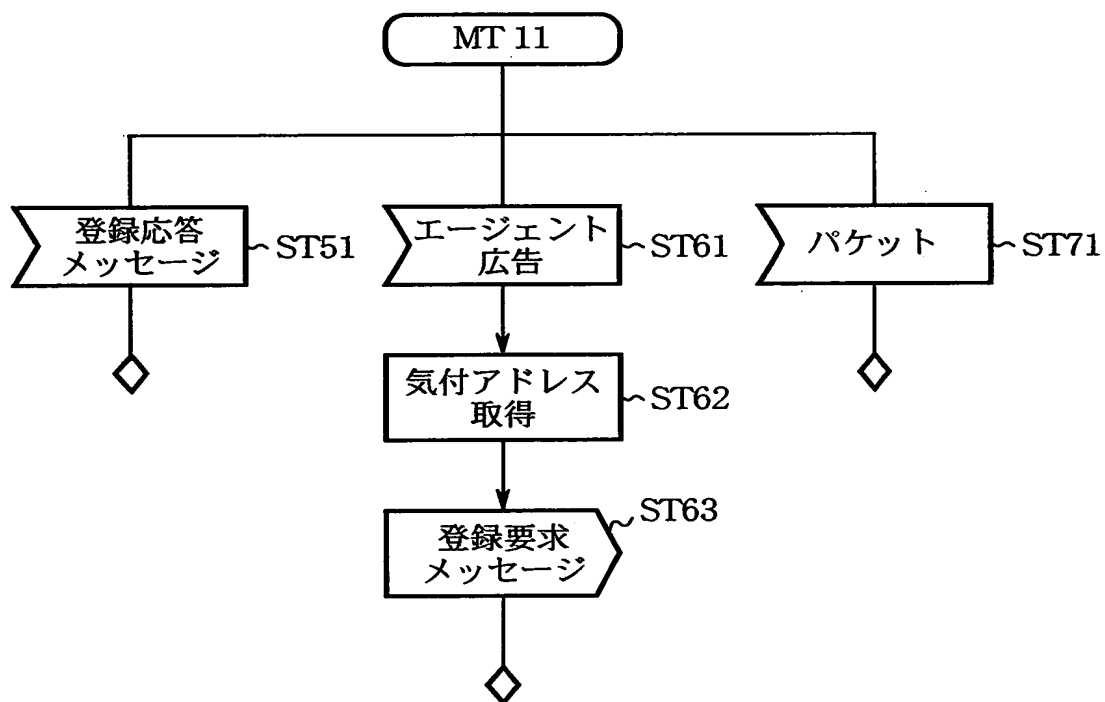 MT 11
登録応答
メッセージ
ST51
エージェント
広告
ST61
パケット
ST71
気付アドレス
取得
ST62
登録要求
メッセージ
ST63